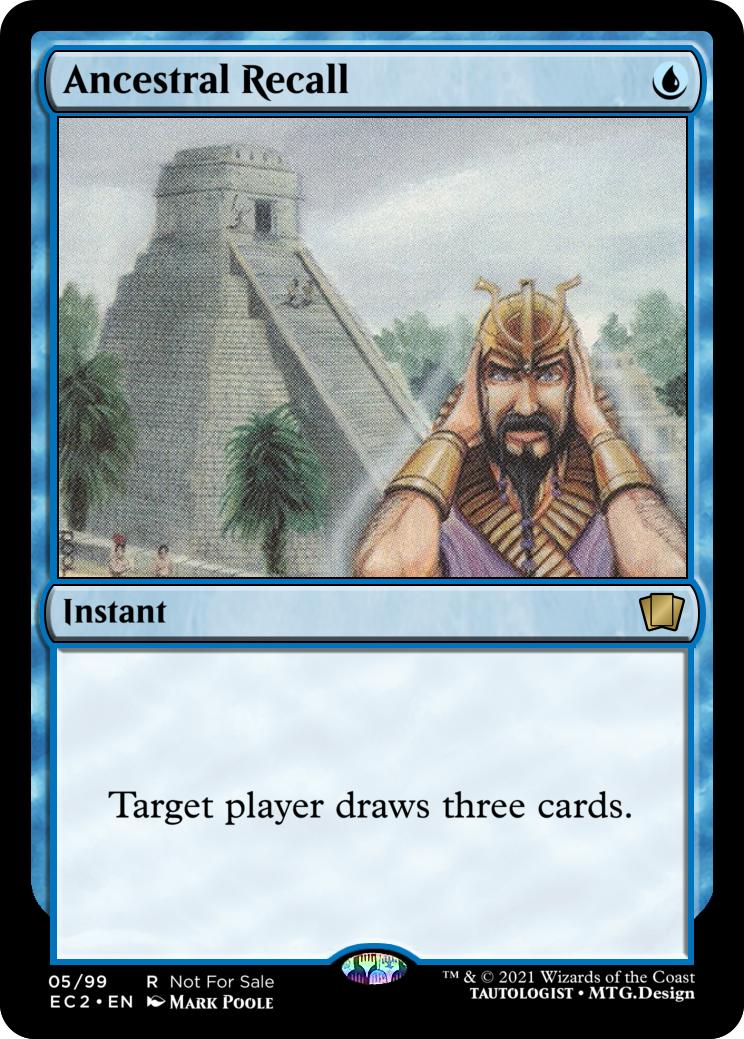 Ancestral Recall
Instant
Target player draws three cards.
05/99 R Not For Sale
EC2 • EN Mark Poole
™ & © 2021 Wizards of the Coast
TAUTOLOGIST • MTG.Design